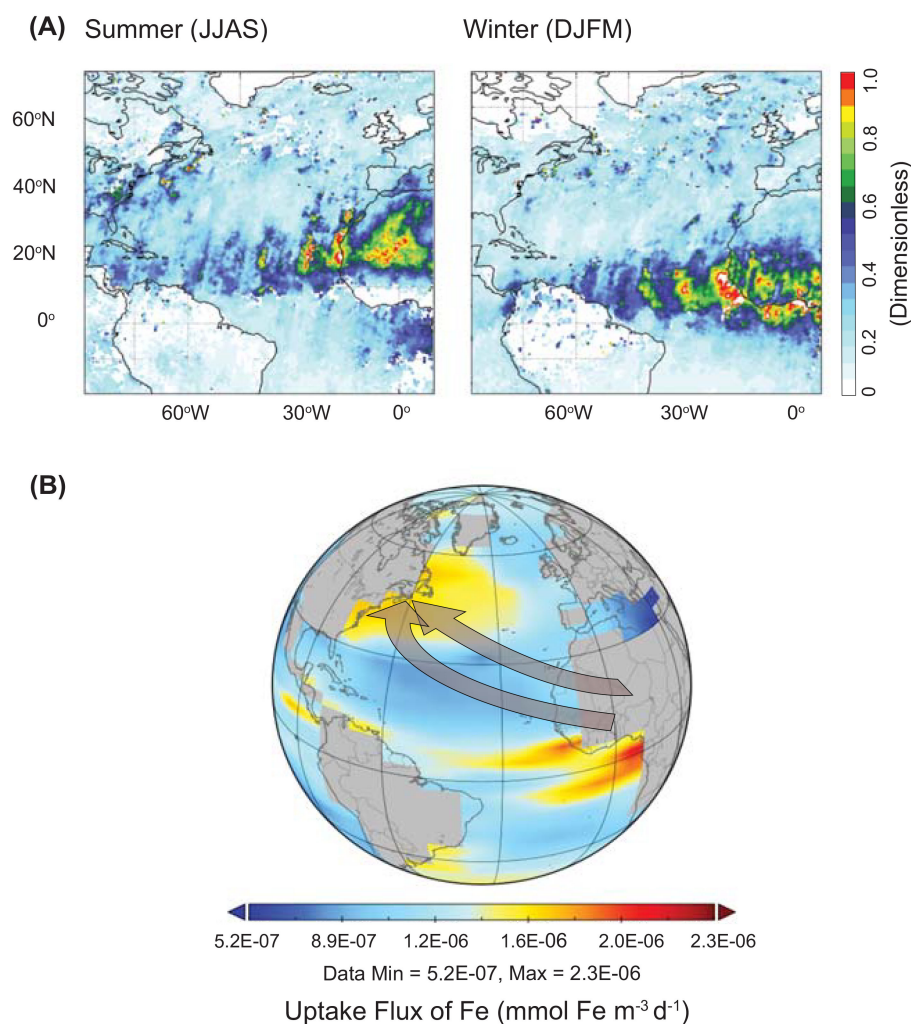 (A) Summer (JJAS) Winter (DJFM)
60°N
40°N
20°N
0°
60°W 30°W 0° 60°W 30°W 0°
0 0.2 0.4 0.6 0.8 1.0
(Dimensionless)
(B)
5.2E-07 8.9E-07 1.2E-06 1.6E-06 2.0E-06 2.3E-06
Data Min = 5.2E-07, Max = 2.3E-06
Uptake Flux of Fe (mmol Fe m⁻³ d⁻¹)